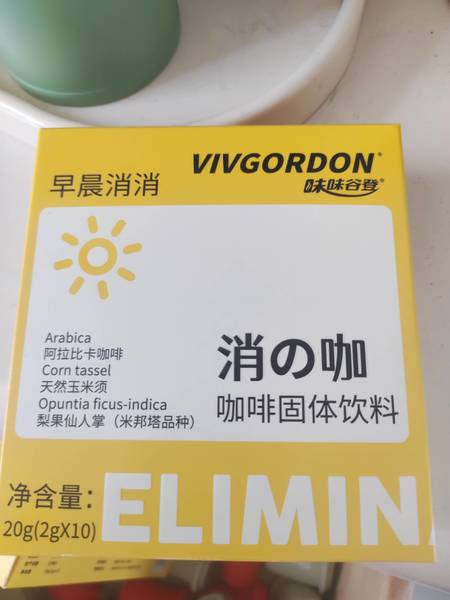 VIVGORDON®
味味谷登®
早晨消消
Arabica
阿拉比卡咖啡
Corn tassel
天然玉米须
Opuntia ficus-indica
梨果仙人掌（米邦塔品种）
消の咖
咖啡固体饮料
净含量：
20g(2gX10)
ELIMIN